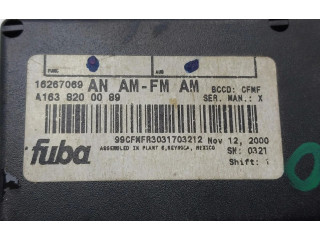 16267069 AN AM-FM AM BCCD: CFMF
A163 820 00 89 SER. MAN.: X
99CFMFR3031703212 Nov 12, 2000
fuba ASSEMBLED IN PLANT 6, REYNOSA, MEXICO SN: 0321
Shift: